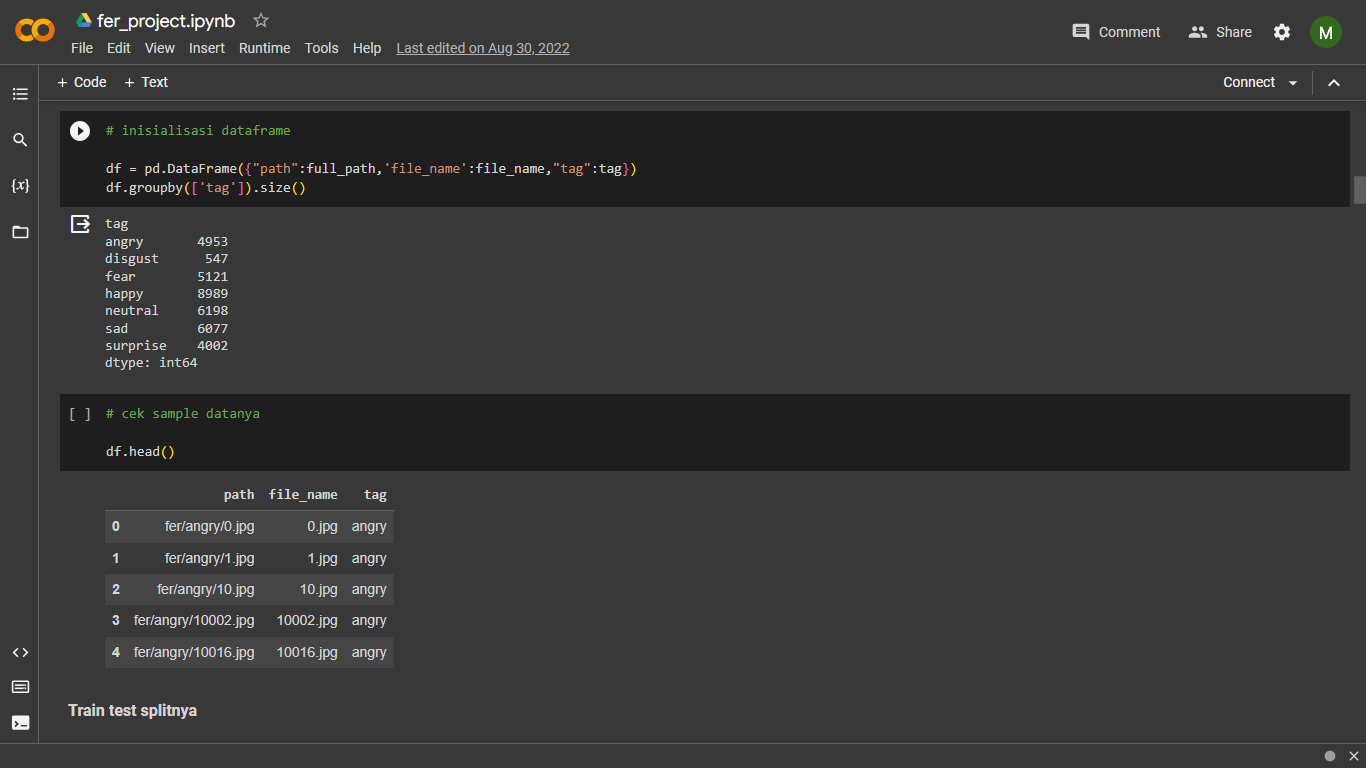 fer_project.ipynb
File Edit View Insert Runtime Tools Help Last edited on Aug 30, 2022
Comment Share M
+ Code + Text Connect
# inisialisasi dataframe
df = pd.DataFrame({"path":full_path,'file_name':file_name,"tag":tag})
df.groupby(['tag']).size()
tag
angry 4953
disgust 547
fear 5121
happy 8989
neutral 6198
sad 6077
surprise 4002
dtype: int64
[ ] # cek sample datanya
df.head()
path file_name tag
0 fer/angry/0.jpg 0.jpg angry
1 fer/angry/1.jpg 1.jpg angry
2 fer/angry/10.jpg 10.jpg angry
3 fer/angry/10002.jpg 10002.jpg angry
4 fer/angry/10016.jpg 10016.jpg angry
Train test splitnya